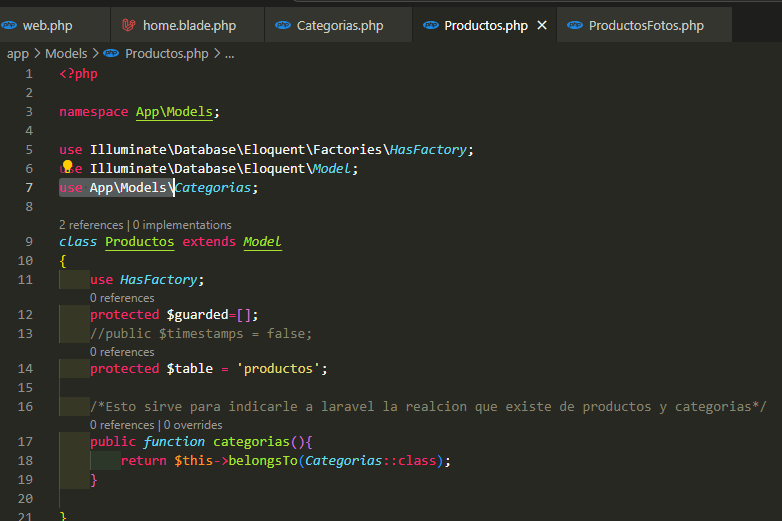 web.php home.blade.php Categorias.php Productos.php ProductosFotos.php
app > Models > Productos.php > ...
1 <?php
2
3 namespace App\Models;
4
5 use Illuminate\Database\Eloquent\Factories\HasFactory;
6 use Illuminate\Database\Eloquent\Model;
7 use App\Models\Categorias;
8
2 references | 0 implementations
9 class Productos extends Model
10 {
11 use HasFactory;
0 references
12 protected $guarded=[];
13 //public $timestamps = false;
0 references
14 protected $table = 'productos';
15
16 /*Esto sirve para indicarle a laravel la realcion que existe de productos y categorias*/
0 references | 0 overrides
17 public function categorias(){
18 return $this->belongsTo(Categorias::class);
19 }
20
21 }